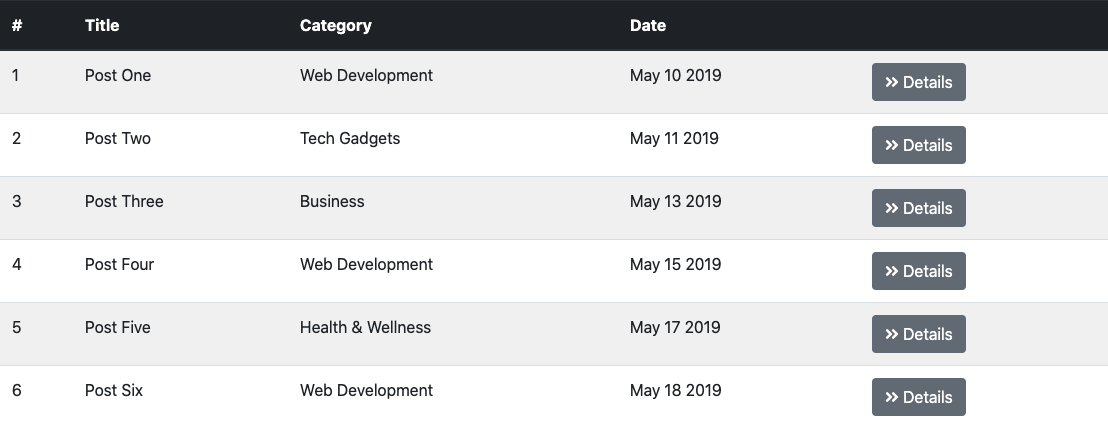 # Title Category Date
1 Post One Web Development May 10 2019 Details
2 Post Two Tech Gadgets May 11 2019 Details
3 Post Three Business May 13 2019 Details
4 Post Four Web Development May 15 2019 Details
5 Post Five Health & Wellness May 17 2019 Details
6 Post Six Web Development May 18 2019 Details